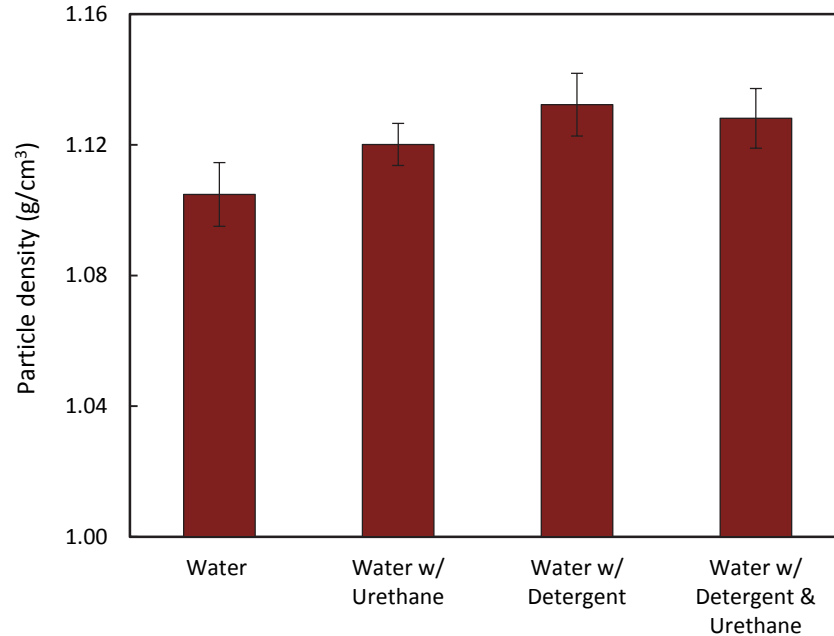 Particle density (g/cm³)
1.16
1.12
1.08
1.04
1.00
Water
Water w/
Urethane
Water w/
Detergent
Water w/
Detergent &
Urethane